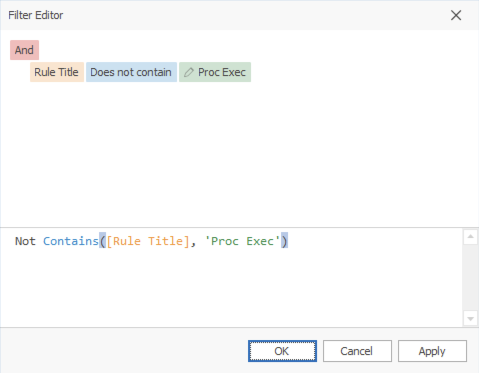 Filter Editor
And
Rule Title Does not contain Proc Exec
Not Contains([Rule Title], 'Proc Exec')
OK Cancel Apply